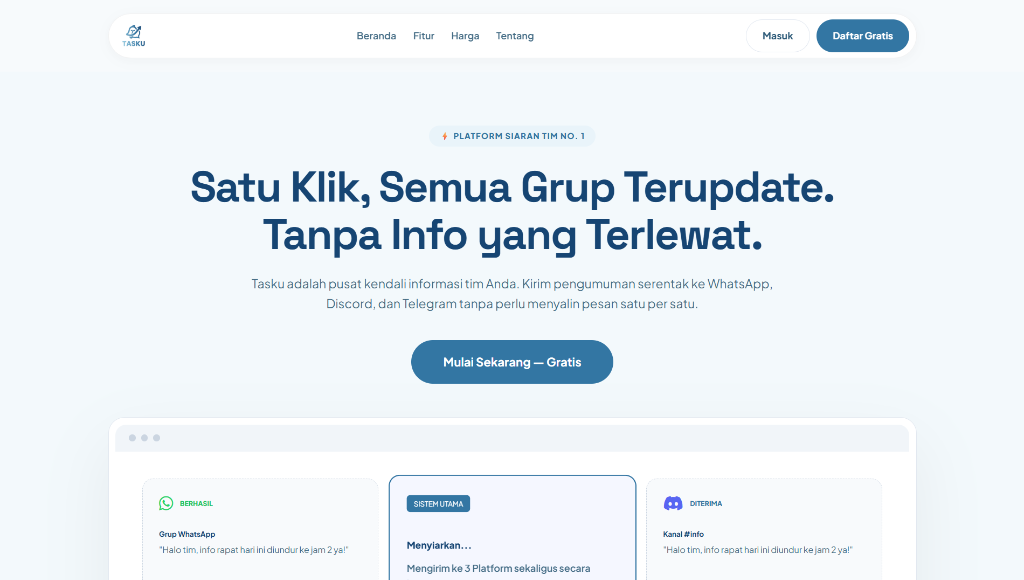 TASKU
Beranda
Fitur
Harga
Tentang
Masuk
Daftar Gratis
PLATFORM SIARAN TIM NO. 1
Satu Klik, Semua Grup Terupdate.
Tanpa Info yang Terlewat.
Tasku adalah pusat kendali informasi tim Anda. Kirim pengumuman serentak ke WhatsApp,
Discord, dan Telegram tanpa perlu menyalin pesan satu per satu.
Mulai Sekarang — Gratis
BERHASIL
Grup WhatsApp
"Halo tim, info rapat hari ini diundur ke jam 2 ya!"
SISTEM UTAMA
Menyiarkan...
Mengirim ke 3 Platform sekaligus secara
DITERIMA
Kanal #info
"Halo tim, info rapat hari ini diundur ke jam 2 ya!"